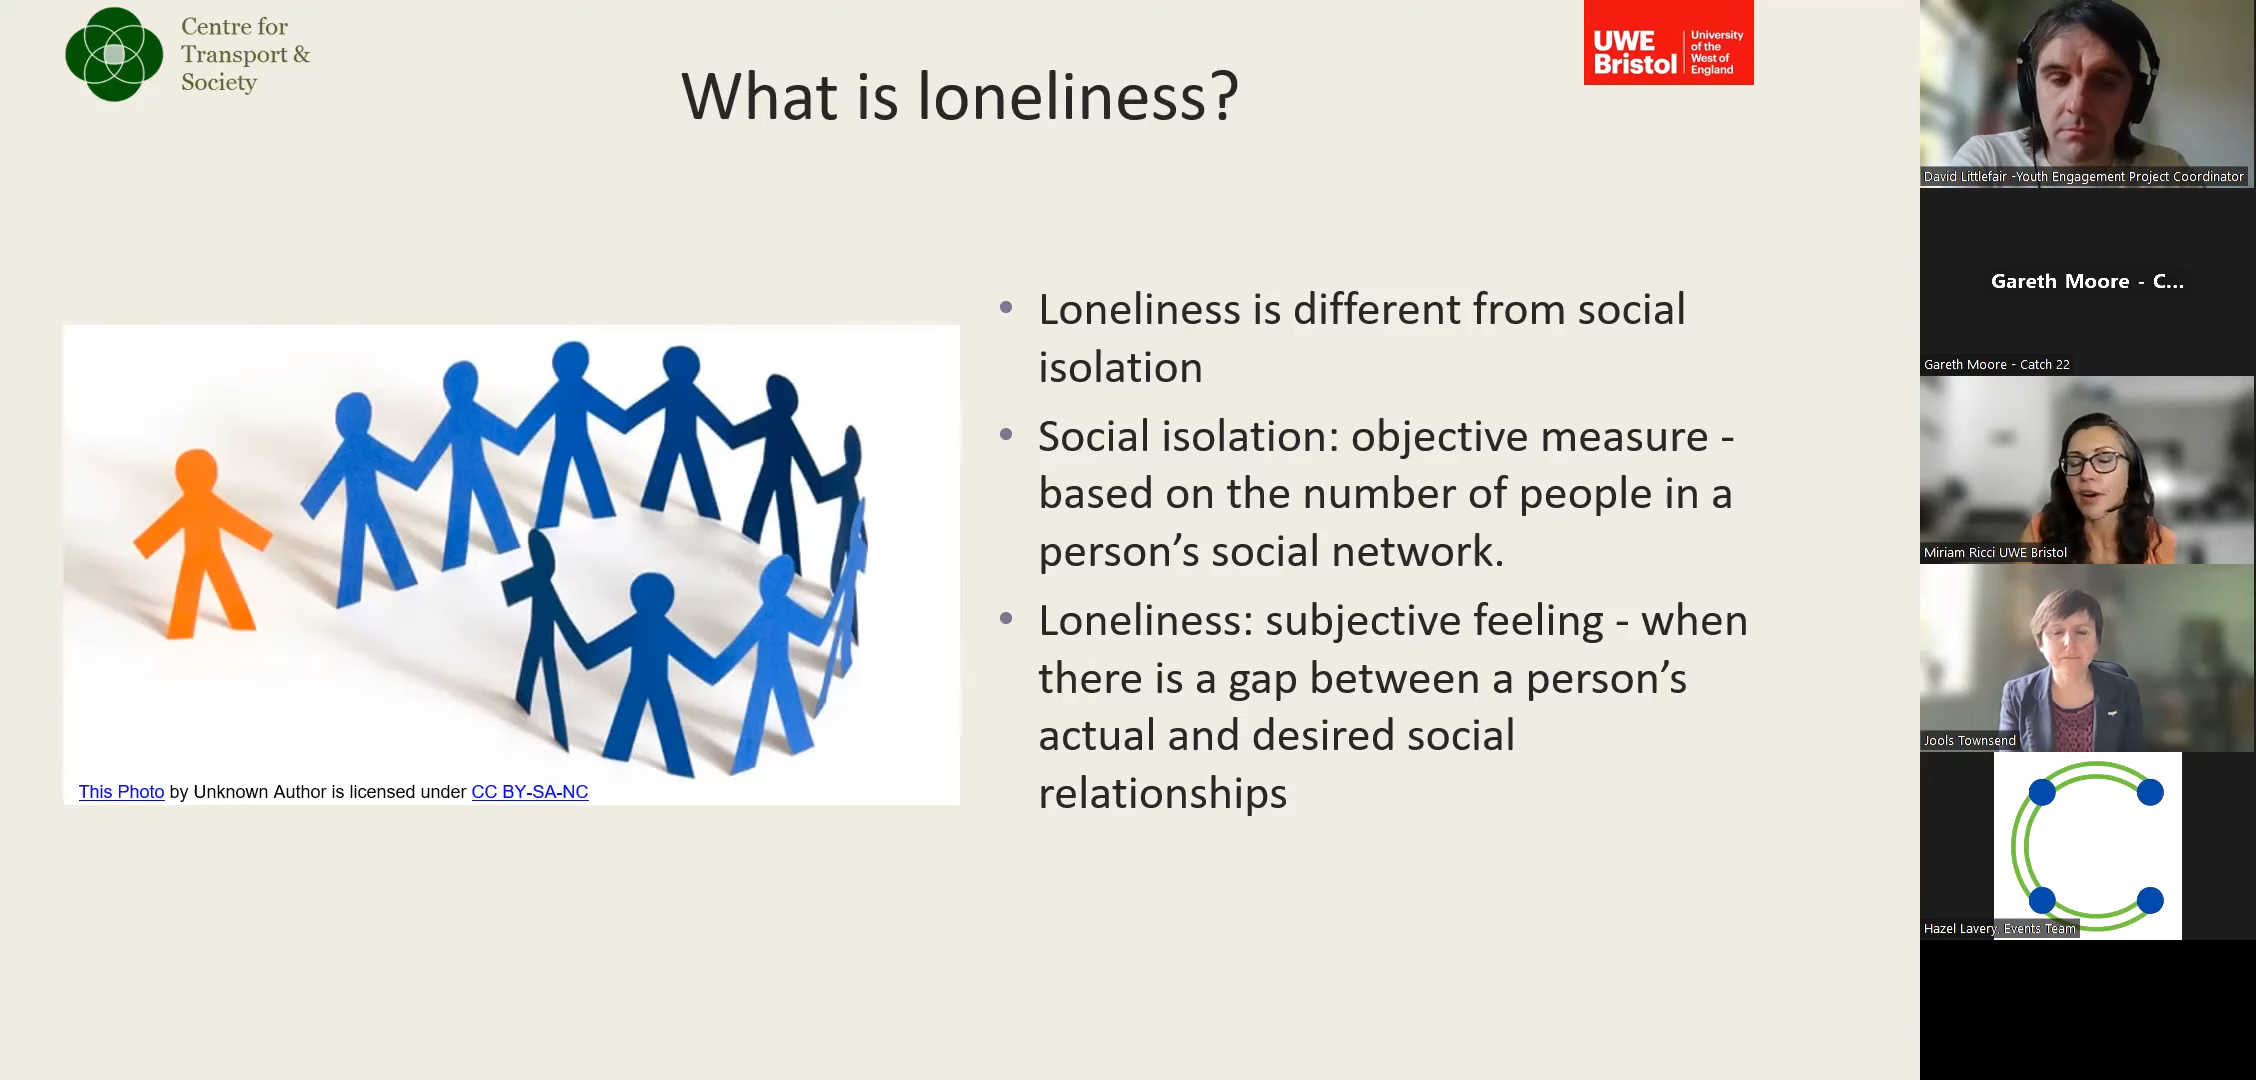 Centre for
Transport &
Society
UWE
Bristol
University
of the
West of
England
What is loneliness?
• Loneliness is different from social
isolation
• Social isolation: objective measure -
based on the number of people in a
person’s social network.
• Loneliness: subjective feeling - when
there is a gap between a person’s
actual and desired social
relationships
This Photo by Unknown Author is licensed under CC BY-SA-NC
David Littlefair -Youth Engagement Project Coordinator
Gareth Moore - C...
Gareth Moore - Catch 22
Miriam Ricci UWE Bristol
Jools Townsend
Hazel Lavery, Events Team